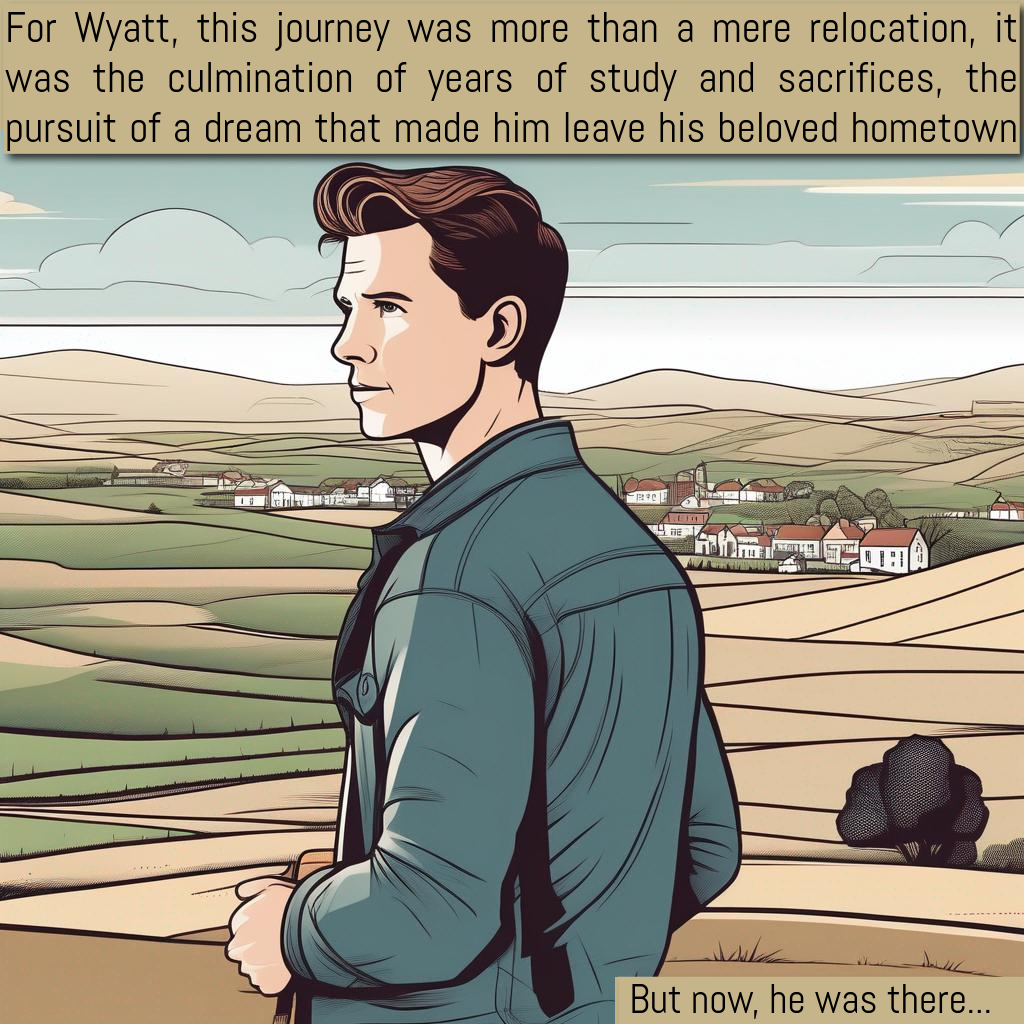 For Wyatt, this journey was more than a mere relocation, it
was the culmination of years of study and sacrifices, the
pursuit of a dream that made him leave his beloved hometown
But now, he was there...